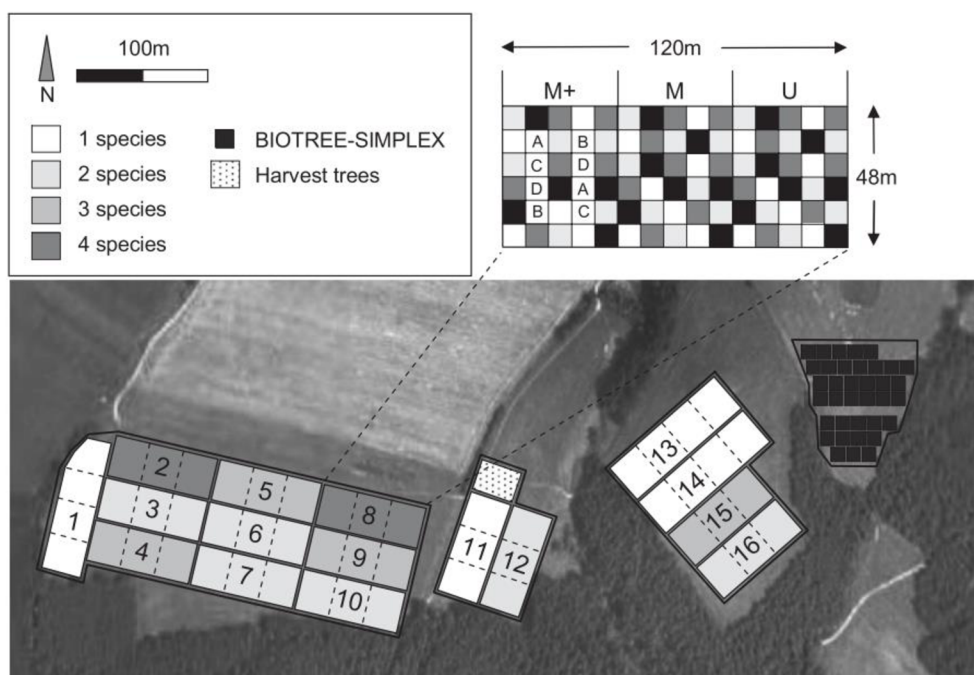 100m
N
1 species
2 species
3 species
4 species
BIOTREE-SIMPLEX
Harvest trees
120m
M+ M U
A B
C D
D A
B C
48m
1
2
3
4
5
6
7
8
9
10
11
12
13
14
15
16